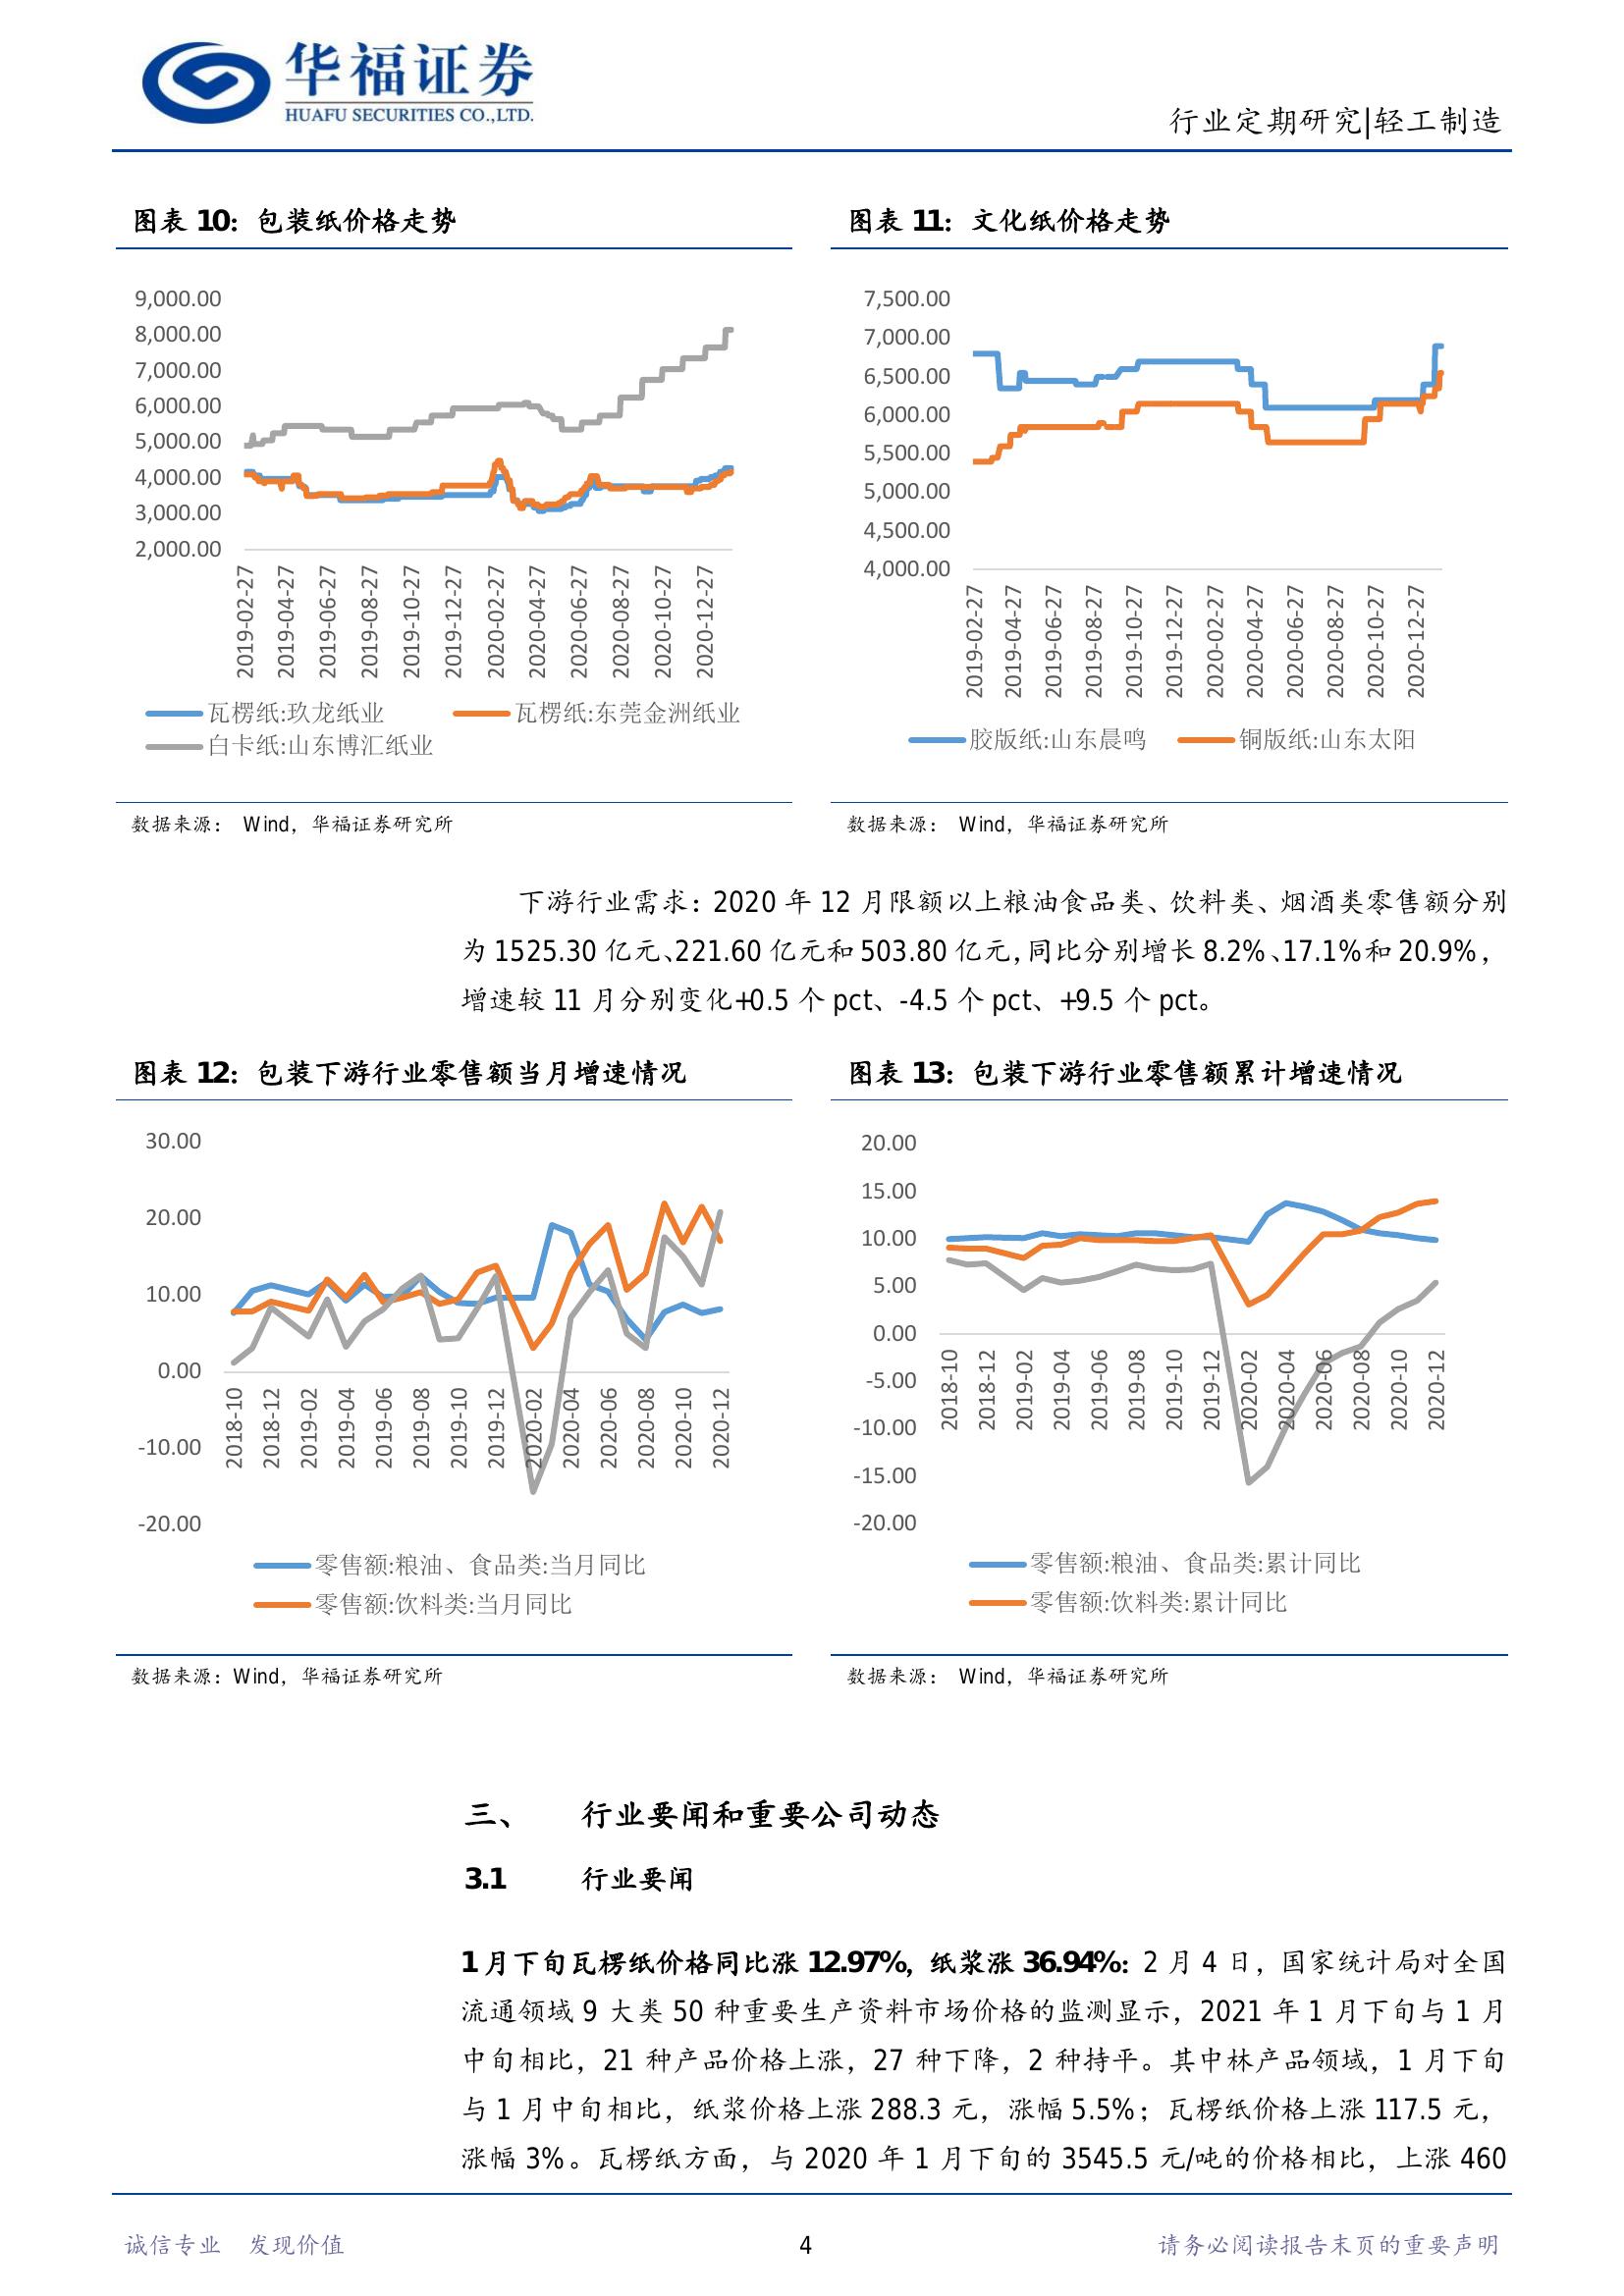 华福证券
HUAFU SECURITIES CO.,LTD.
行业定期研究|轻工制造
图表 10：包装纸价格走势
9,000.00
8,000.00
7,000.00
6,000.00
5,000.00
4,000.00
3,000.00
2,000.00
2019-02-27
2019-04-27
2019-06-27
2019-08-27
2019-10-27
2019-12-27
2020-02-27
2020-04-27
2020-06-27
2020-08-27
2020-10-27
2020-12-27
瓦楞纸:玖龙纸业 瓦楞纸:东莞金洲纸业
白卡纸:山东博汇纸业
数据来源： Wind，华福证券研究所
图表 11：文化纸价格走势
7,500.00
7,000.00
6,500.00
6,000.00
5,500.00
5,000.00
4,500.00
4,000.00
2019-02-27
2019-04-27
2019-06-27
2019-08-27
2019-10-27
2019-12-27
2020-02-27
2020-04-27
2020-06-27
2020-08-27
2020-10-27
2020-12-27
胶版纸:山东晨鸣 铜版纸:山东太阳
数据来源： Wind，华福证券研究所
下游行业需求：2020 年 12 月限额以上粮油食品类、饮料类、烟酒类零售额分别
为 1525.30 亿元、221.60 亿元和 503.80 亿元，同比分别增长 8.2%、17.1%和 20.9%，
增速较 11 月分别变化+0.5 个 pct、-4.5 个 pct、+9.5 个 pct。
图表 12：包装下游行业零售额当月增速情况
30.00
20.00
10.00
0.00
-10.00
-20.00
2018-10
2018-12
2019-02
2019-04
2019-06
2019-08
2019-10
2019-12
2020-02
2020-04
2020-06
2020-08
2020-10
2020-12
零售额:粮油、食品类:当月同比
零售额:饮料类:当月同比
数据来源：Wind，华福证券研究所
图表 13：包装下游行业零售额累计增速情况
20.00
15.00
10.00
5.00
0.00
-5.00
-10.00
-15.00
-20.00
2018-10
2018-12
2019-02
2019-04
2019-06
2019-08
2019-10
2019-12
2020-02
2020-04
2020-06
2020-08
2020-10
2020-12
零售额:粮油、食品类:累计同比
零售额:饮料类:累计同比
数据来源： Wind，华福证券研究所
三、 行业要闻和重要公司动态
3.1 行业要闻
1 月下旬瓦楞纸价格同比涨 12.97%，纸浆涨 36.94%：2 月 4 日，国家统计局对全国
流通领域 9 大类 50 种重要生产资料市场价格的监测显示，2021 年 1 月下旬与 1 月
中旬相比，21 种产品价格上涨，27 种下降，2 种持平。其中林产品领域，1 月下旬
与 1 月中旬相比，纸浆价格上涨 288.3 元，涨幅 5.5%；瓦楞纸价格上涨 117.5 元，
涨幅 3%。瓦楞纸方面，与 2020 年 1 月下旬的 3545.5 元/吨的价格相比，上涨 460
诚信专业 发现价值 4 请务必阅读报告末页的重要声明